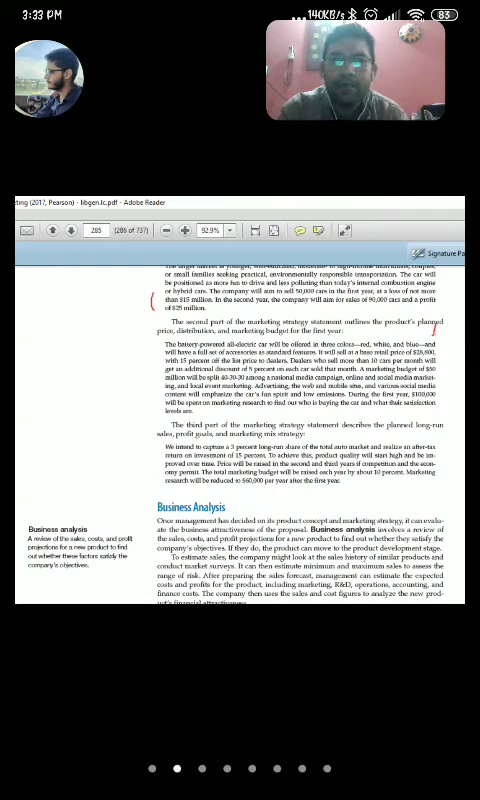 3:33 PM
140KB/s
83
ting (2017, Pearson) - libgen.lc.pdf - Adobe Reader
285 (286 of 737) 92.9%
Signature Pa
or small families seeking practical, environmentally responsible transportation. The car will
be positioned as more fun to drive and less polluting than today's internal combustion engine
or hybrid cars. The company will aim to sell 50,000 cars in the first year, at a loss of not more
than $15 million. In the second year, the company will aim for sales of 90,000 cars and a profit
of $25 million.
The second part of the marketing strategy statement outlines the product's planned
price, distribution, and marketing budget for the first year:
The battery-powered all-electric car will be offered in three colors—red, white, and blue—and
will have a full set of accessories as standard features. It will sell at a base retail price of $28,800,
with 15 percent off the list price to dealers. Dealers who sell more than 10 cars per month will
get an additional discount of 5 percent on each car sold that month. A marketing budget of $50
million will be split 40-30-30 among a national media campaign, online and social media market-
ing, and local event marketing. Advertising, the web and mobile sites, and various social media
content will emphasize the car's fun spirit and low emissions. During the first year, $100,000
will be spent on marketing research to find out who is buying the car and what their satisfaction
levels are.
The third part of the marketing strategy statement describes the planned long-run
sales, profit goals, and marketing mix strategy:
We intend to capture a 3 percent long-run share of the total auto market and realize an after-tax
return on investment of 15 percent. To achieve this, product quality will start high and be im-
proved over time. Price will be raised in the second and third years if competition and the econ-
omy permit. The total marketing budget will be raised each year by about 10 percent. Marketing
research will be reduced to $60,000 per year after the first year.
Business Analysis
Once management has decided on its product concept and marketing strategy, it can evalu-
ate the business attractiveness of the proposal. Business analysis involves a review of
the sales, costs, and profit projections for a new product to find out whether they satisfy the
company's objectives. If they do, the product can move to the product development stage.
To estimate sales, the company might look at the sales history of similar products and
conduct market surveys. It can then estimate minimum and maximum sales to assess the
range of risk. After preparing the sales forecast, management can estimate the expected
costs and profits for the product, including marketing, R&D, operations, accounting, and
finance costs. The company then uses the sales and cost figures to analyze the new prod-
uct's financial attractiveness.
Business analysis
A review of the sales, costs, and profit
projections for a new product to find
out whether these factors satisfy the
company's objectives.